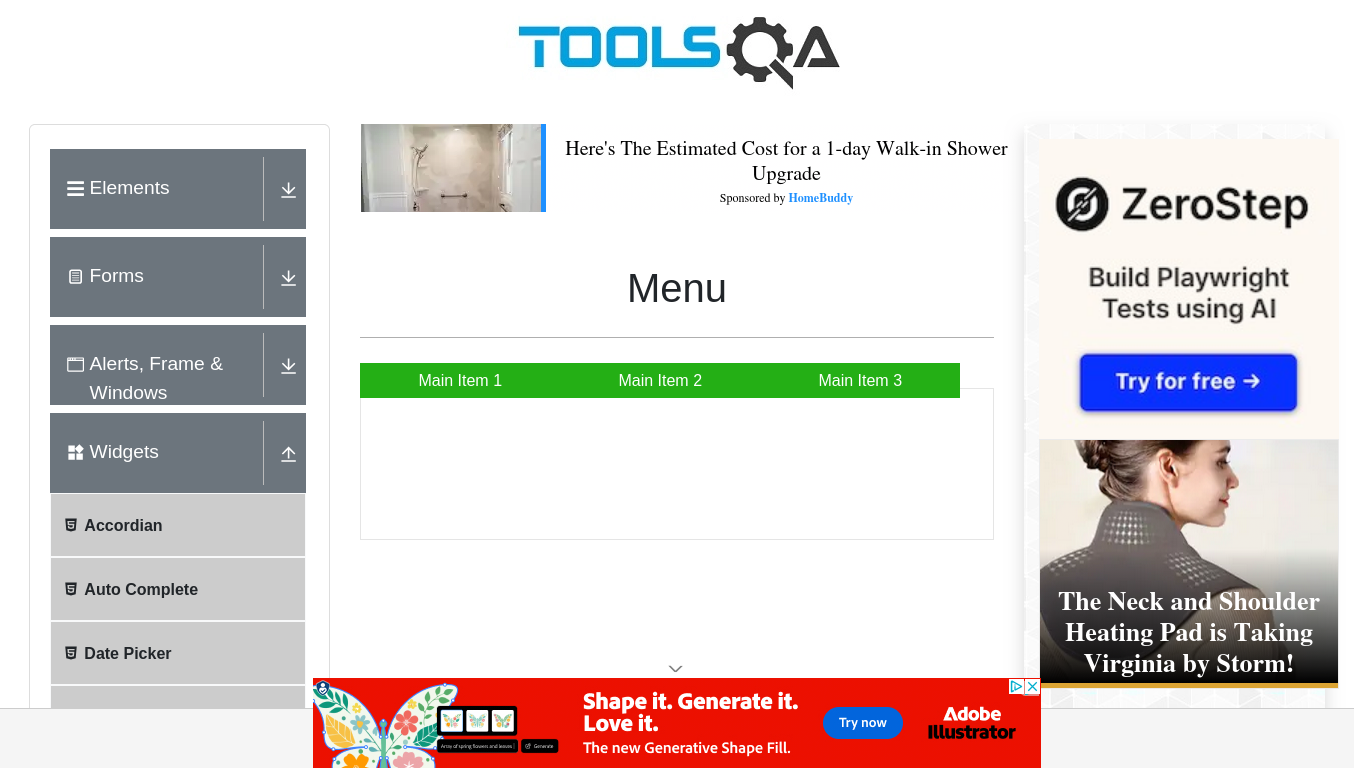 TOOLSQA
Elements
Forms
Alerts, Frame &
Windows
Widgets
Accordian
Auto Complete
Date Picker
Here's The Estimated Cost for a 1-day Walk-in Shower
Upgrade
Sponsored by HomeBuddy
Menu
Main Item 1
Main Item 2
Main Item 3
ZeroStep
Build Playwright
Tests using AI
Try for free →
The Neck and Shoulder
Heating Pad is Taking
Virginia by Storm!
Array of spring flowers and leaves
Generate
Shape it. Generate it.
Love it.
The new Generative Shape Fill.
Try now
Adobe
Illustrator